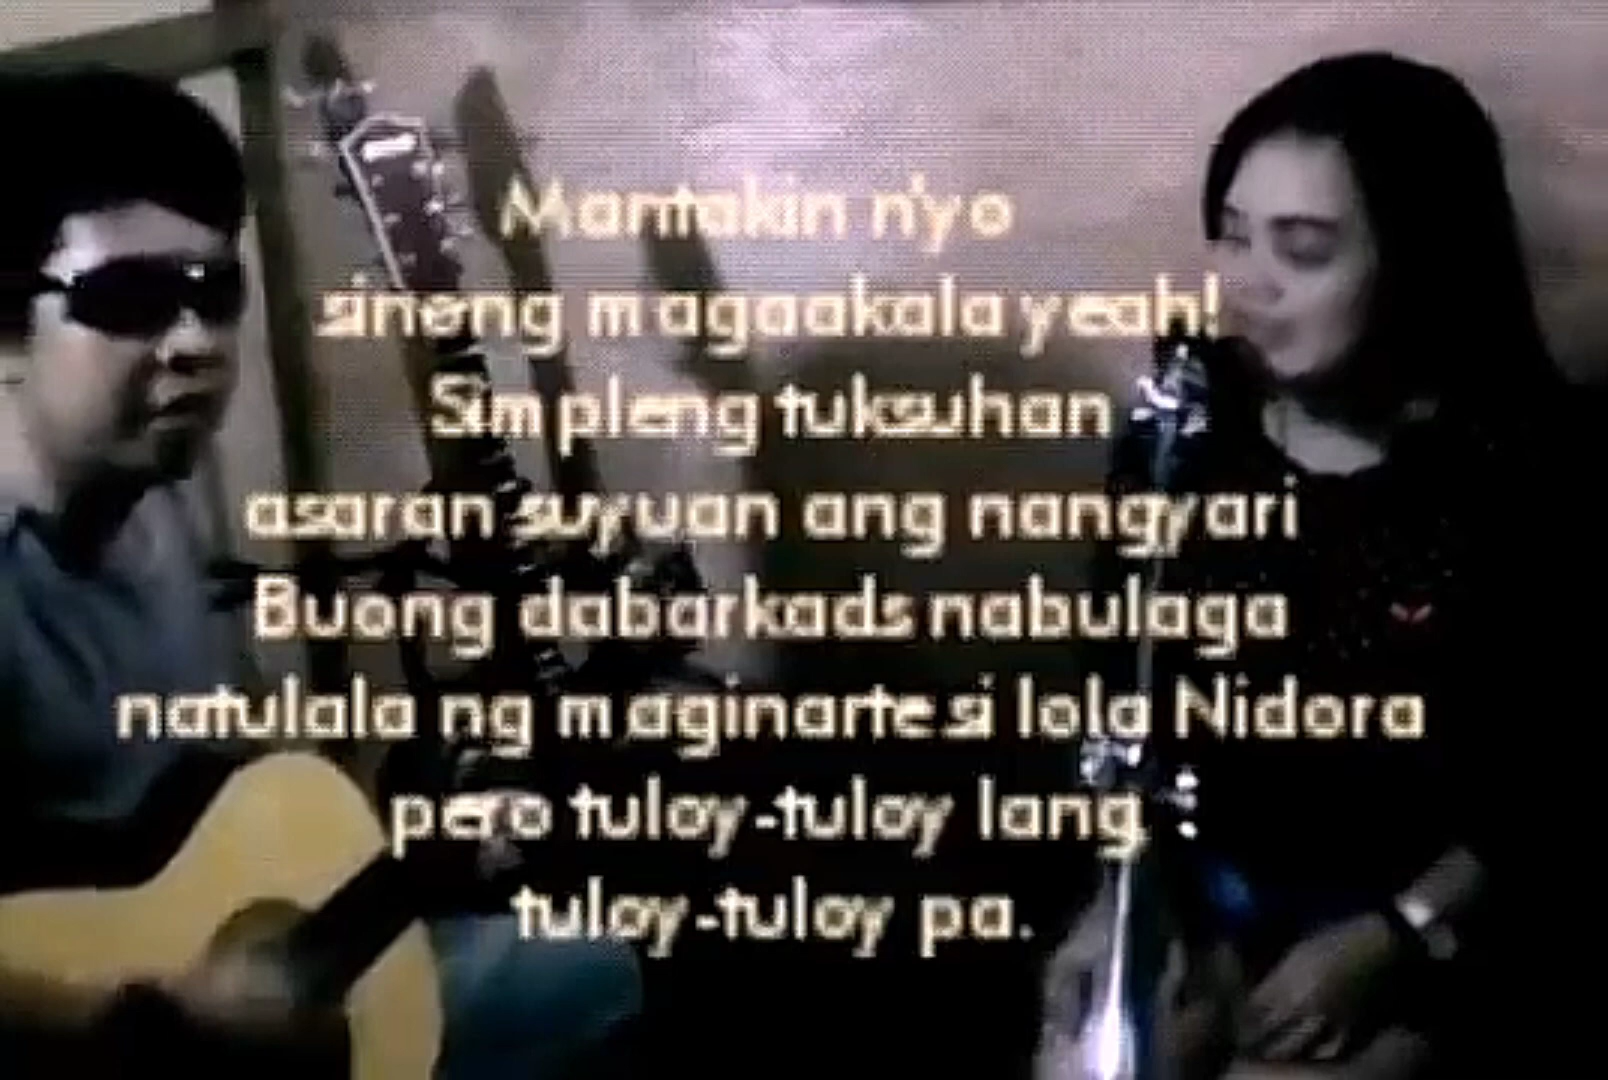 Mantakin n'yo
sinong magaakala yeah!
Simpleng tuksuhan
asaran suyuan ang nangyari
Buong dabarkads nabulaga
natulala ng maginarte si lola Nidora
pero tuloy-tuloy lang
tuloy-tuloy pa.